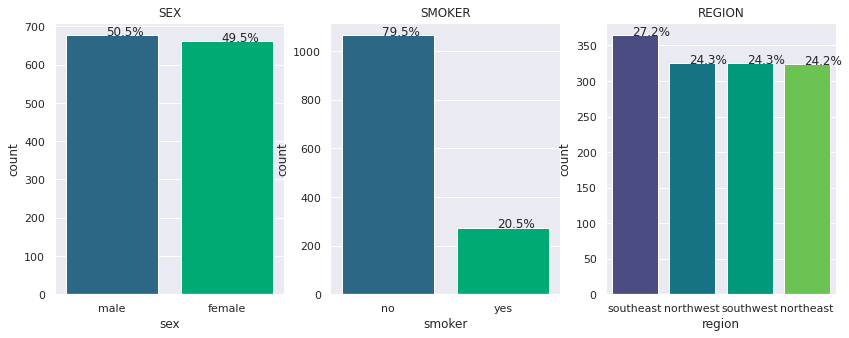 SEX
50.5%
49.5%
700
600
500
400
300
200
100
0
count
male female
sex
SMOKER
79.5%
20.5%
1000
800
600
400
200
0
count
no yes
smoker
REGION
27.2%
24.3% 24.3% 24.2%
350
300
250
200
150
100
50
0
count
southeast northwest southwest northeast
region